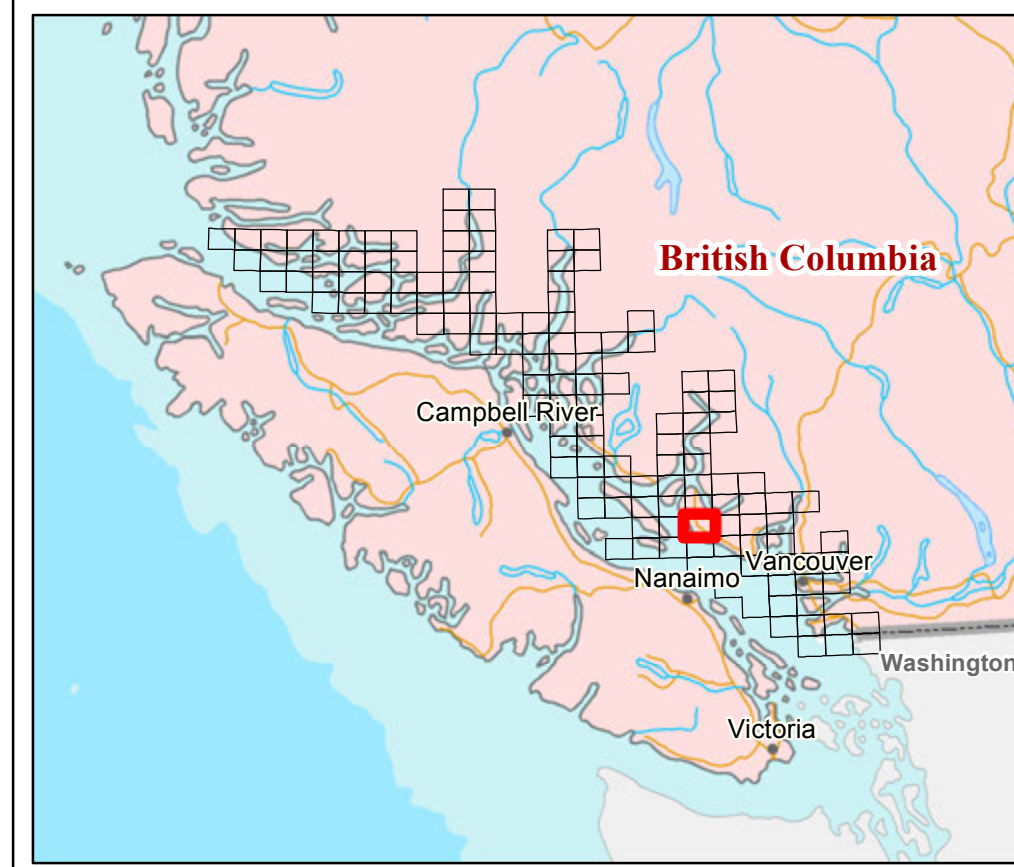 British Columbia
Campbell River
Vancouver
Nanaimo
Washington
Victoria